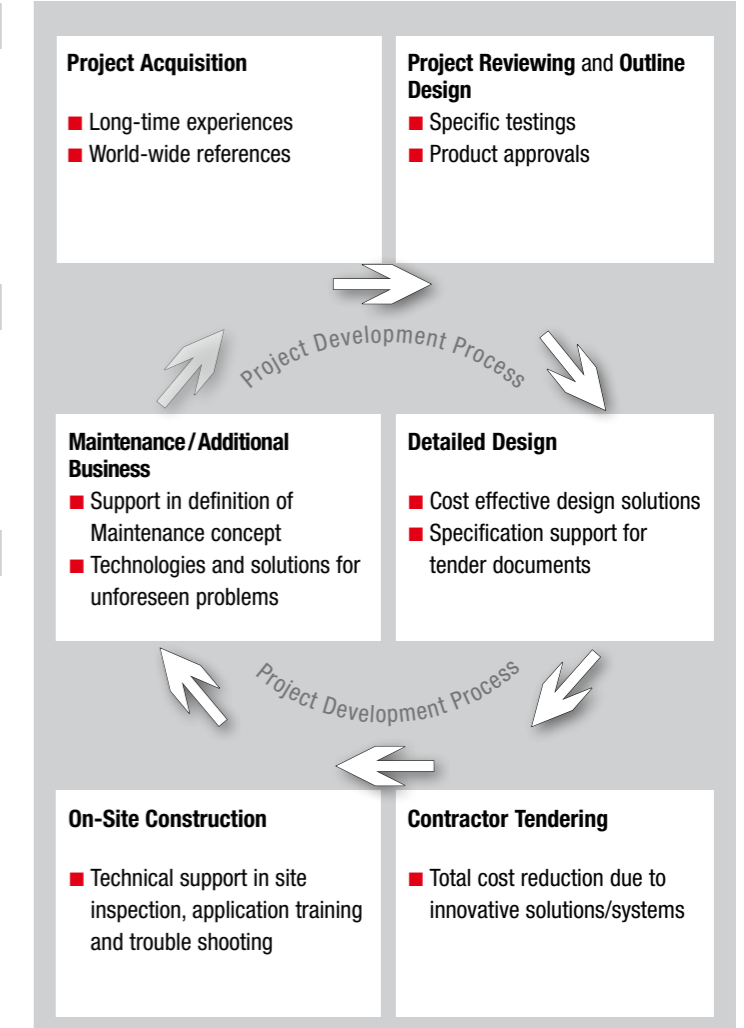 Project Acquisition
■ Long-time experiences
■ World-wide references
Project Reviewing and Outline
Design
■ Specific testings
■ Product approvals
Project Development Process
Maintenance/Additional
Business
■ Support in definition of
Maintenance concept
■ Technologies and solutions for
unforeseen problems
Detailed Design
■ Cost effective design solutions
■ Specification support for
tender documents
Project Development Process
On-Site Construction
■ Technical support in site
inspection, application training
and trouble shooting
Contractor Tendering
■ Total cost reduction due to
innovative solutions/systems